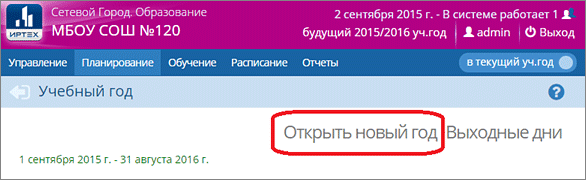 ИРТЕХ
Сетевой Город. Образование
МБОУ СОШ №120
2 сентября 2015 г. - В системе работает 1
будущий 2015/2016 уч.год
admin
Выход
Управление Планирование Обучение Расписание Отчеты
в текущий уч.год
Учебный год
?
Открыть новый год Выходные дни
1 сентября 2015 г. - 31 августа 2016 г.